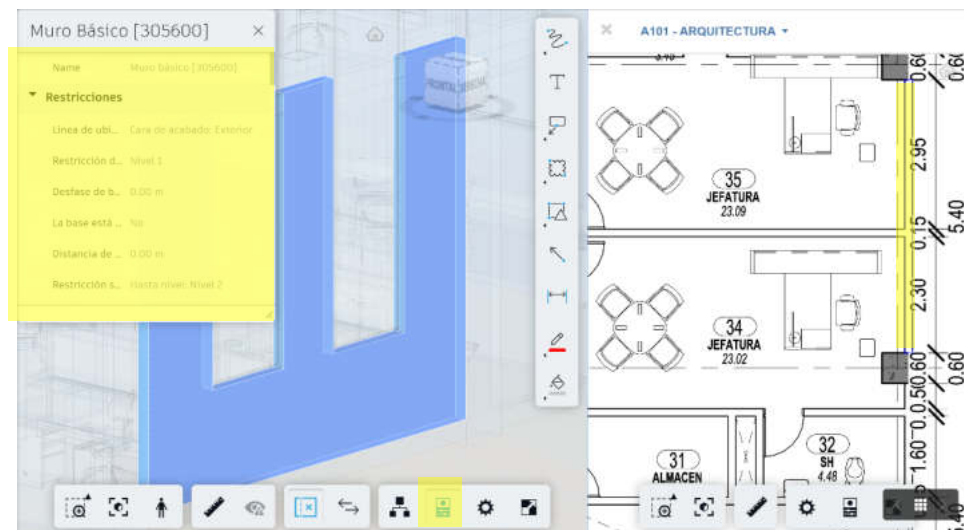 Muro Básico [305600]
Name Muro básico [305600]
Restricciones
Línea de ubi... Cara de acabado: Exterior
Restricción d... Nivel 1
Desfase de b... 0.00 m
La base está ... No
Distancia de ... 0.00 m
Restricción s... Hasta nivel: Nivel 2
FRONTAL
T
A101 - ARQUITECTURA
0.60
0.60
2.95
35
JEFATURA
23.09
5.40
0.15
2.30
34
JEFATURA
23.02
0.60
0.60
0.50
31
ALMACEN
32
SH
4.48
1.60
5.40